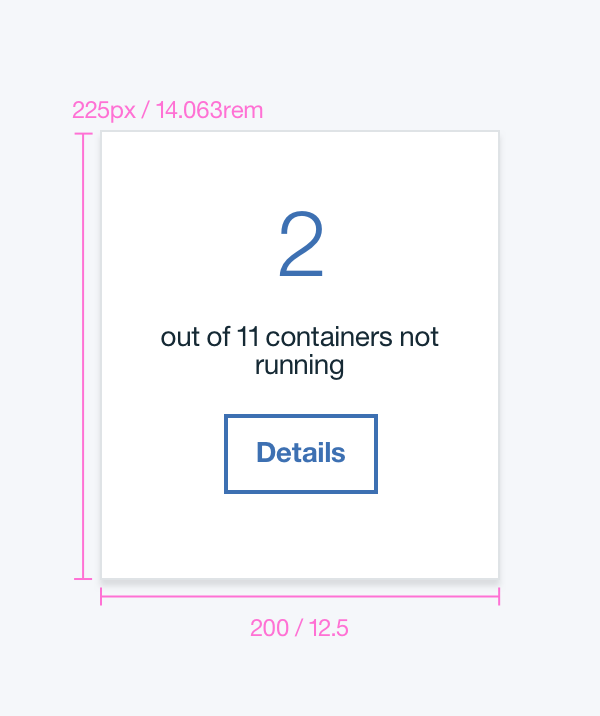 225px / 14.063rem
2
out of 11 containers not
running
Details
200 / 12.5